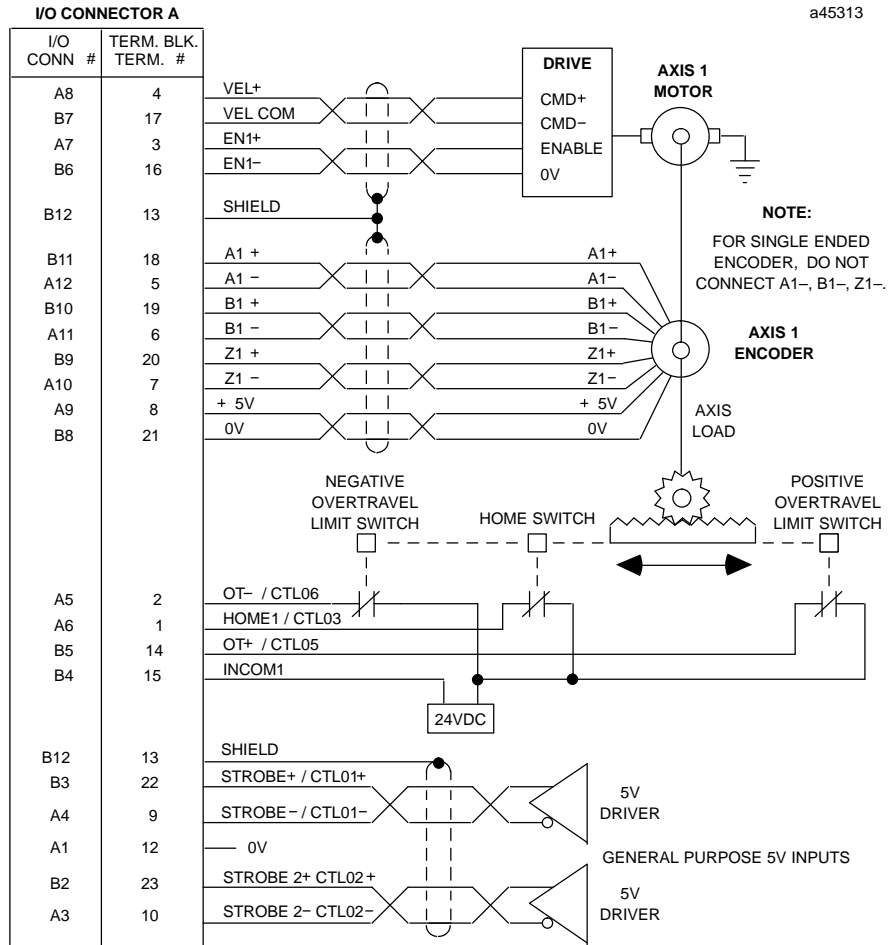 I/O CONNECTOR A
a45313
I/O CONN #
TERM. BLK. TERM. #
A8 4 VEL+
B7 17 VEL COM
A7 3 EN1+
B6 16 EN1−
DRIVE
CMD+
CMD−
ENABLE
0V
AXIS 1
MOTOR
B12 13 SHIELD
NOTE:
FOR SINGLE ENDED
ENCODER, DO NOT
CONNECT A1–, B1–, Z1–.
B11 18 A1 + A1+
A12 5 A1 − A1−
B10 19 B1 + B1+
A11 6 B1 − B1−
B9 20 Z1 + Z1+
A10 7 Z1 − Z1−
A9 8 + 5V + 5V
B8 21 0V 0V
AXIS 1
ENCODER
AXIS
LOAD
NEGATIVE
OVERTRAVEL
LIMIT SWITCH
HOME SWITCH
POSITIVE
OVERTRAVEL
LIMIT SWITCH
A5 2 OT− / CTL06
A6 1 HOME1 / CTL03
B5 14 OT+ / CTL05
B4 15 INCOM1
24VDC
B12 13 SHIELD
B3 22 STROBE+ / CTL01+
A4 9 STROBE − / CTL01−
5V
DRIVER
A1 12 0V
GENERAL PURPOSE 5V INPUTS
B2 23 STROBE 2+ CTL02 +
A3 10 STROBE 2− CTL02−
5V
DRIVER